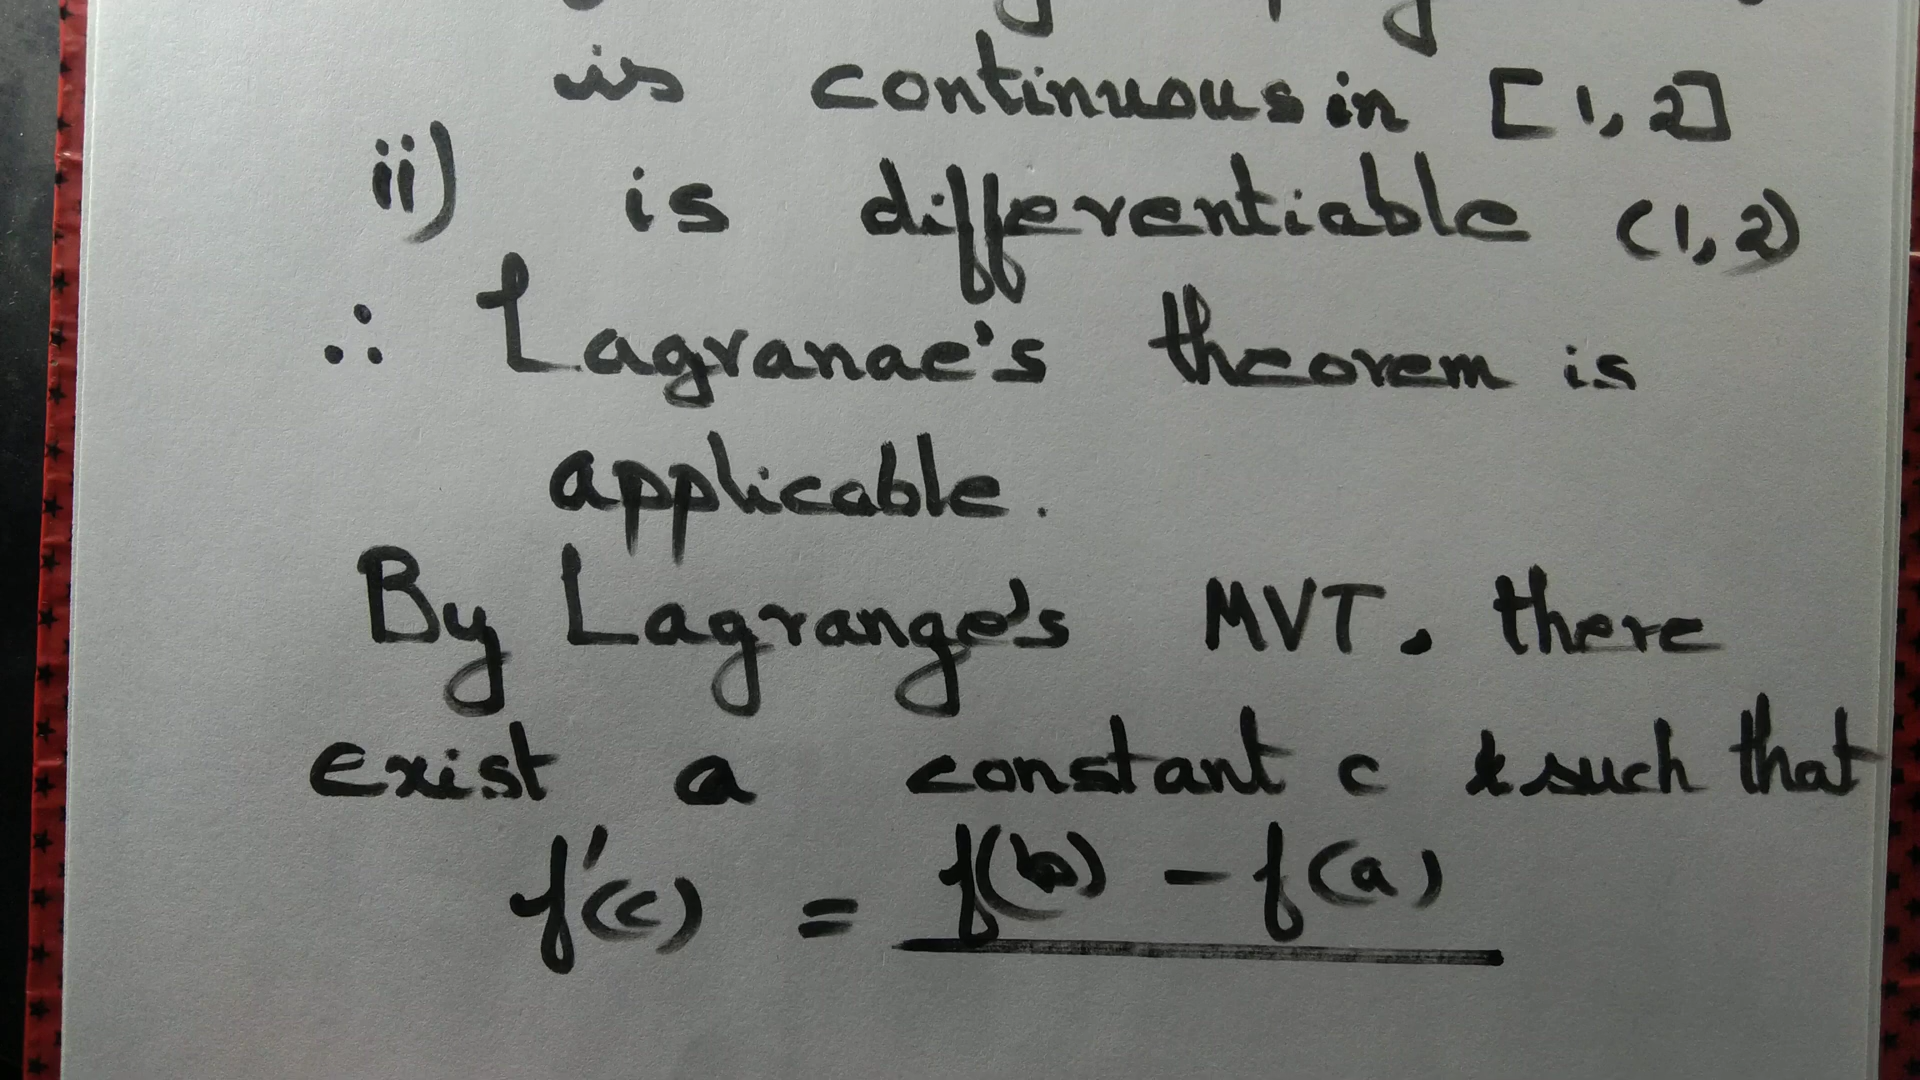 is continuous in [1, 2]
ii) is differentiable (1, 2)
∴ Lagranae's theorem is
applicable.
By Lagrange's MVT. there
exist a constant c such that
f'(c) = f(b) - f(a)